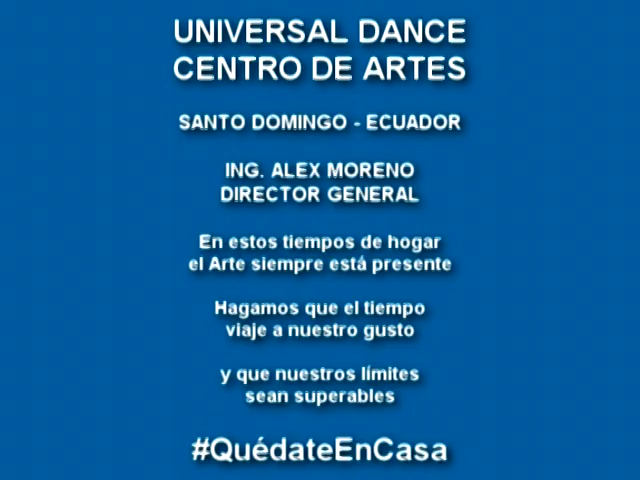 UNIVERSAL DANCE
CENTRO DE ARTES
SANTO DOMINGO - ECUADOR
ING. ALEX MORENO
DIRECTOR GENERAL
En estos tiempos de hogar
el Arte siempre está presente
Hagamos que el tiempo
viaje a nuestro gusto
y que nuestros límites
sean superables
#QuédateEnCasa